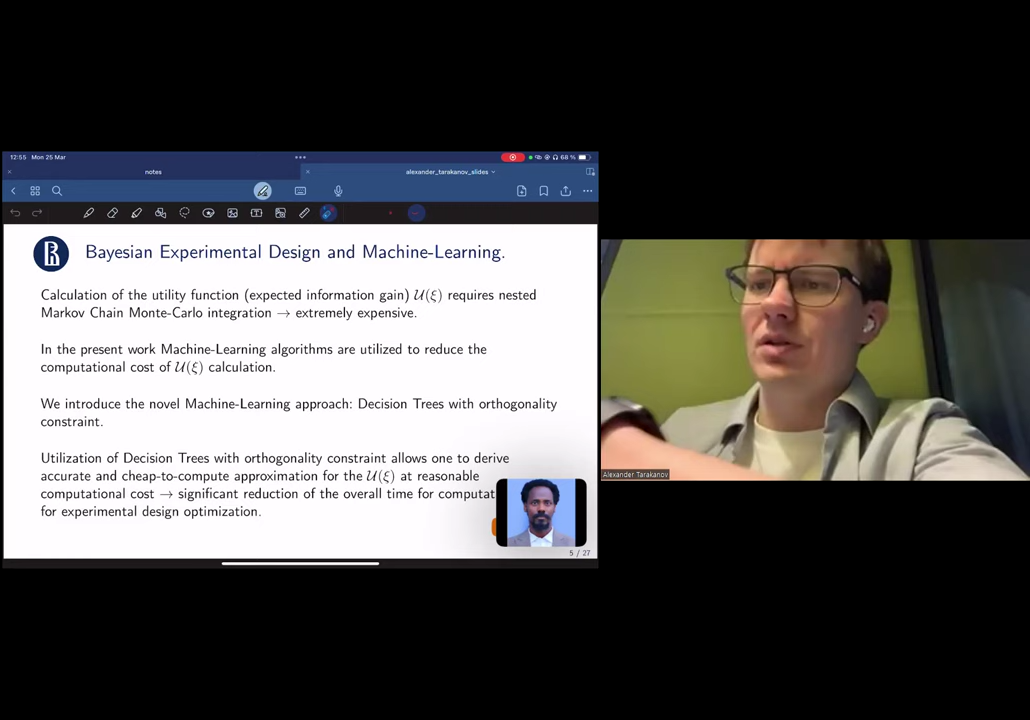 12:55 Mon 25 Mar
68 %
notes
alexander_tarakanov_slides
Bayesian Experimental Design and Machine-Learning.
Calculation of the utility function (expected information gain) 𝒰(ξ) requires nested
Markov Chain Monte-Carlo integration → extremely expensive.
In the present work Machine-Learning algorithms are utilized to reduce the
computational cost of 𝒰(ξ) calculation.
We introduce the novel Machine-Learning approach: Decision Trees with orthogonality
constraint.
Utilization of Decision Trees with orthogonality constraint allows one to derive
accurate and cheap-to-compute approximation for the 𝒰(ξ) at reasonable
computational cost → significant reduction of the overall time for computat
for experimental design optimization.
5 / 27
Alexander Tarakanov